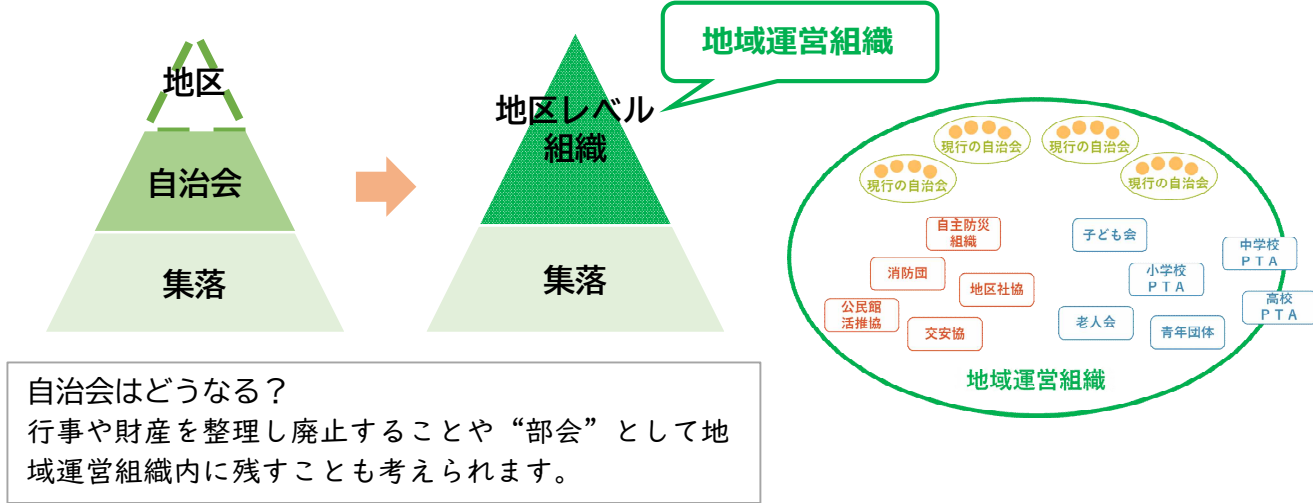 地区
自治会
集落
地区レベル
組織
集落
地域運営組織
現行の自治会
現行の自治会
現行の自治会
現行の自治会
自主防災
組織
消防団
地区社協
公民館
活推協
交安協
子ども会
中学校
ＰＴＡ
小学校
ＰＴＡ
高校
ＰＴＡ
老人会
青年団体
地域運営組織
自治会はどうなる？
行事や財産を整理し廃止することや“部会”として地
域運営組織内に残すことも考えられます。